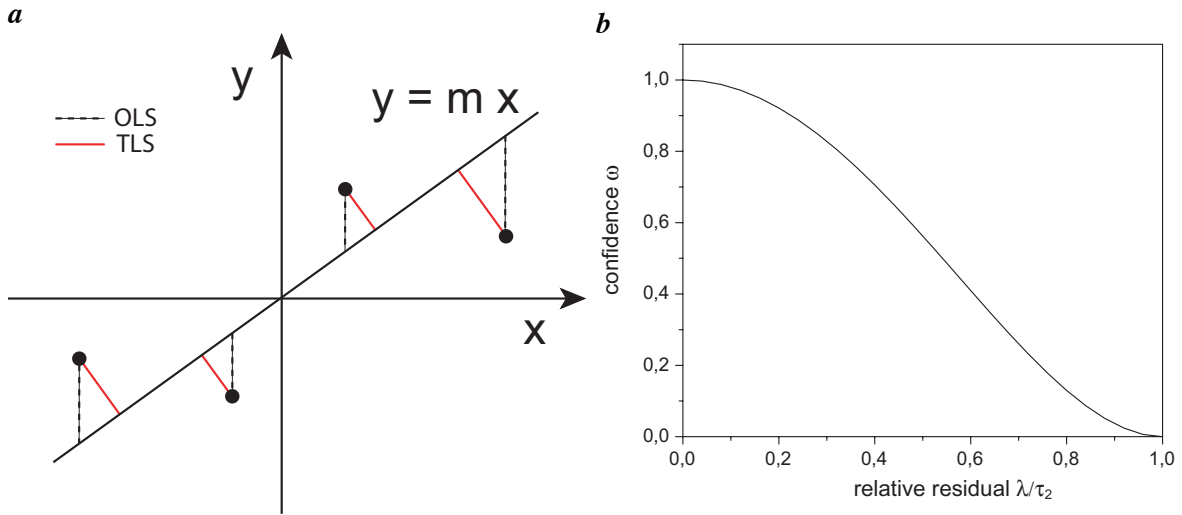 a
y
y = m x
OLS
TLS
x
b
confidence ω
1,0
0,8
0,6
0,4
0,2
0,0
0,0 0,2 0,4 0,6 0,8 1,0
relative residual λ/τ₂